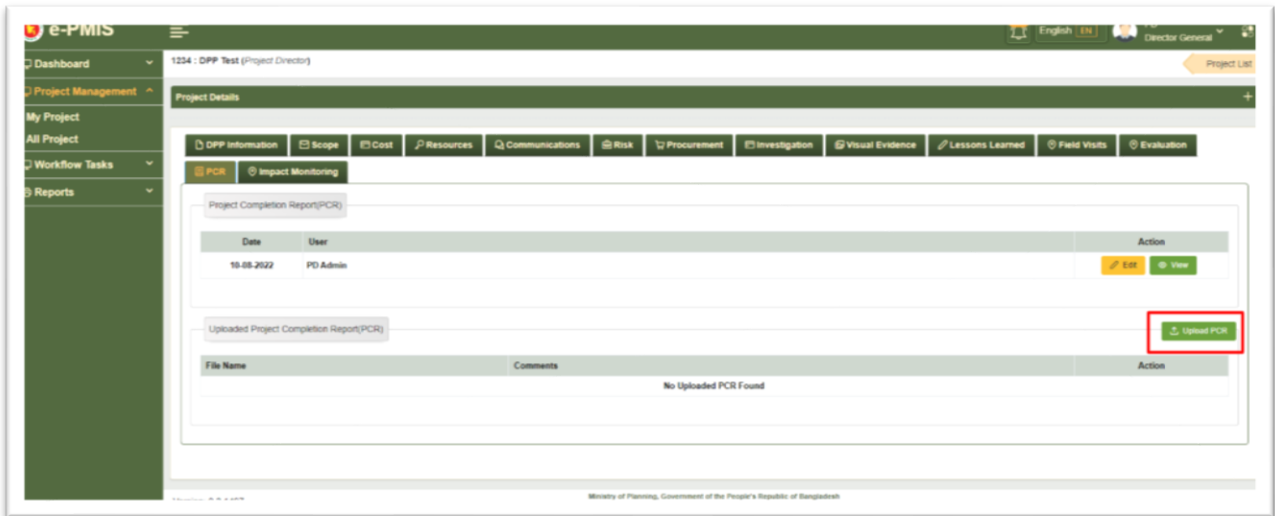 e-PMIS
English EN
Director General
Dashboard
1234 : DPP Test (Project Director)
Project List
Project Management
Project Details
My Project
All Project
DPP Information Scope Cost Resources Communications Risk Procurement Investigation Visual Evidence Lessons Learned Field Visits Evaluation
Workflow Tasks
PCR Impact Monitoring
Reports
Project Completion Report(PCR)
Date User Action
10-08-2022 PD Admin Edit View
Uploaded Project Completion Report(PCR) Upload PCR
File Name Comments Action
No Uploaded PCR Found
Ministry of Planning, Government of the People's Republic of Bangladesh